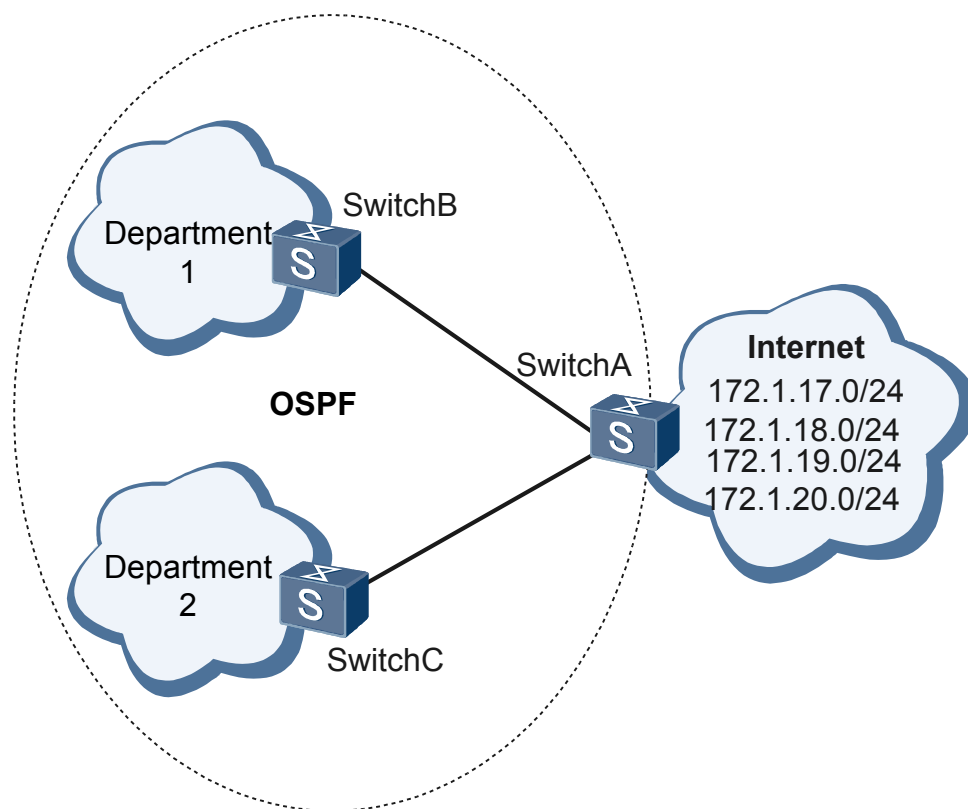 SwitchB
Department
1
S
SwitchA
Internet
172.1.17.0/24
172.1.18.0/24
172.1.19.0/24
172.1.20.0/24
OSPF
S
Department
2
S
SwitchC